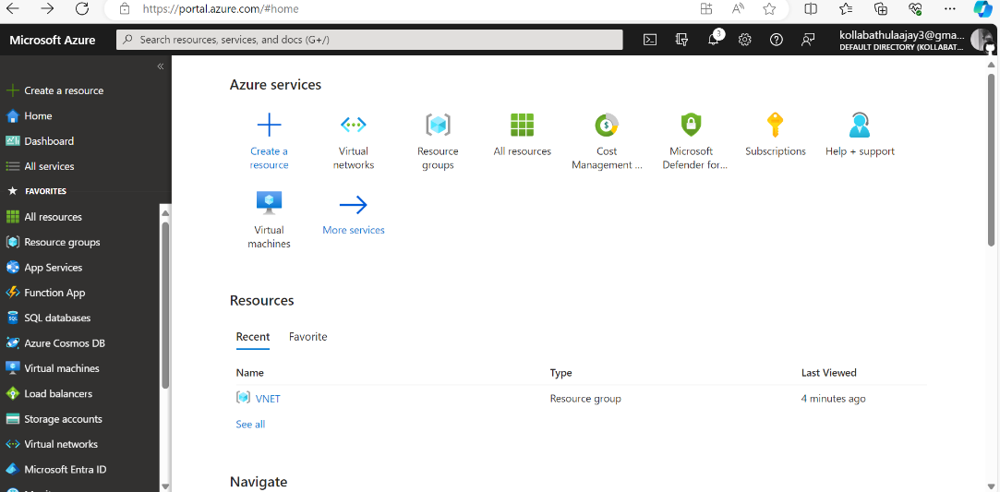 https://portal.azure.com/#home
Microsoft Azure
Search resources, services, and docs (G+/)
3
kollabathulaajay3@gma...
DEFAULT DIRECTORY (KOLLABAT...
Create a resource
Home
Dashboard
All services
FAVORITES
All resources
Resource groups
App Services
Function App
SQL databases
Azure Cosmos DB
Virtual machines
Load balancers
Storage accounts
Virtual networks
Microsoft Entra ID
Azure services
Create a resource
Virtual networks
Resource groups
All resources
Cost Management ...
Microsoft Defender for...
Subscriptions
Help + support
Virtual machines
More services
Resources
Recent Favorite
Name Type Last Viewed
VNET Resource group 4 minutes ago
See all
Navigate